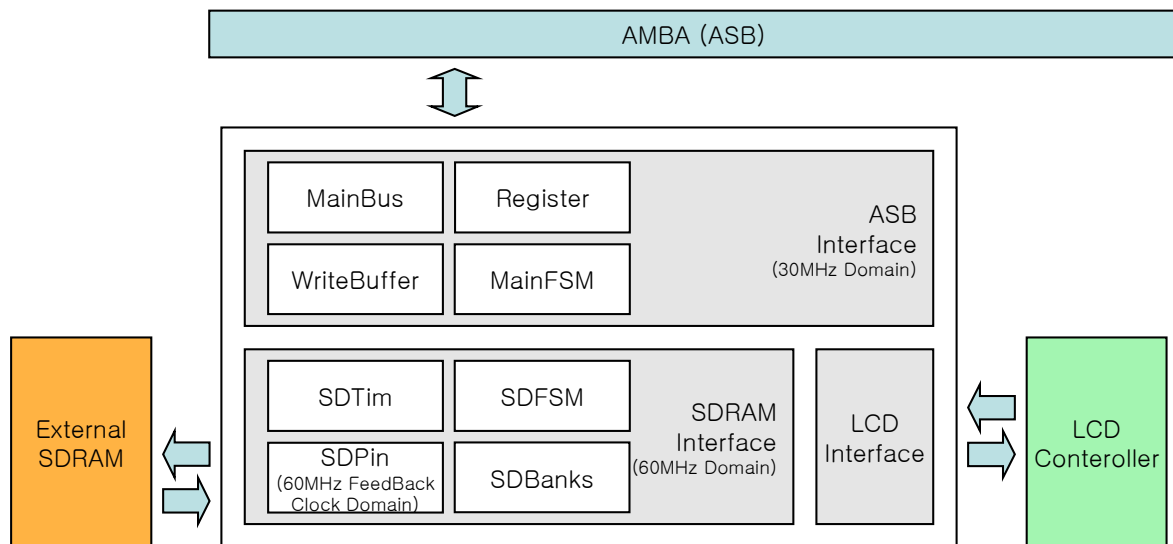 AMBA (ASB)
MainBus
Register
WriteBuffer
MainFSM
ASB
Interface
(30MHz Domain)
External
SDRAM
SDTim
SDFSM
SDPin
(60MHz FeedBack
Clock Domain)
SDBanks
SDRAM
Interface
(60MHz Domain)
LCD
Interface
LCD
Conteroller